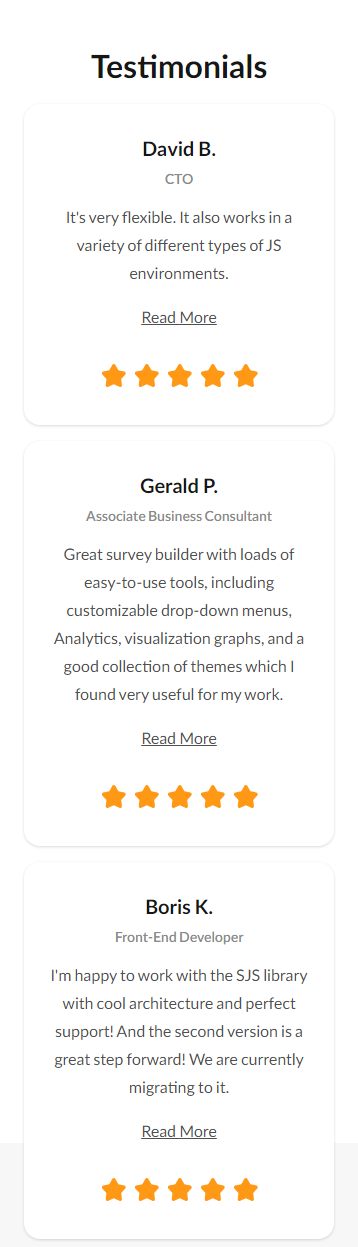 Testimonials
David B.
CTO
It's very flexible. It also works in a
variety of different types of JS
environments.
Read More
Gerald P.
Associate Business Consultant
Great survey builder with loads of
easy-to-use tools, including
customizable drop-down menus,
Analytics, visualization graphs, and a
good collection of themes which I
found very useful for my work.
Read More
Boris K.
Front-End Developer
I'm happy to work with the SJS library
with cool architecture and perfect
support! And the second version is a
great step forward! We are currently
migrating to it.
Read More